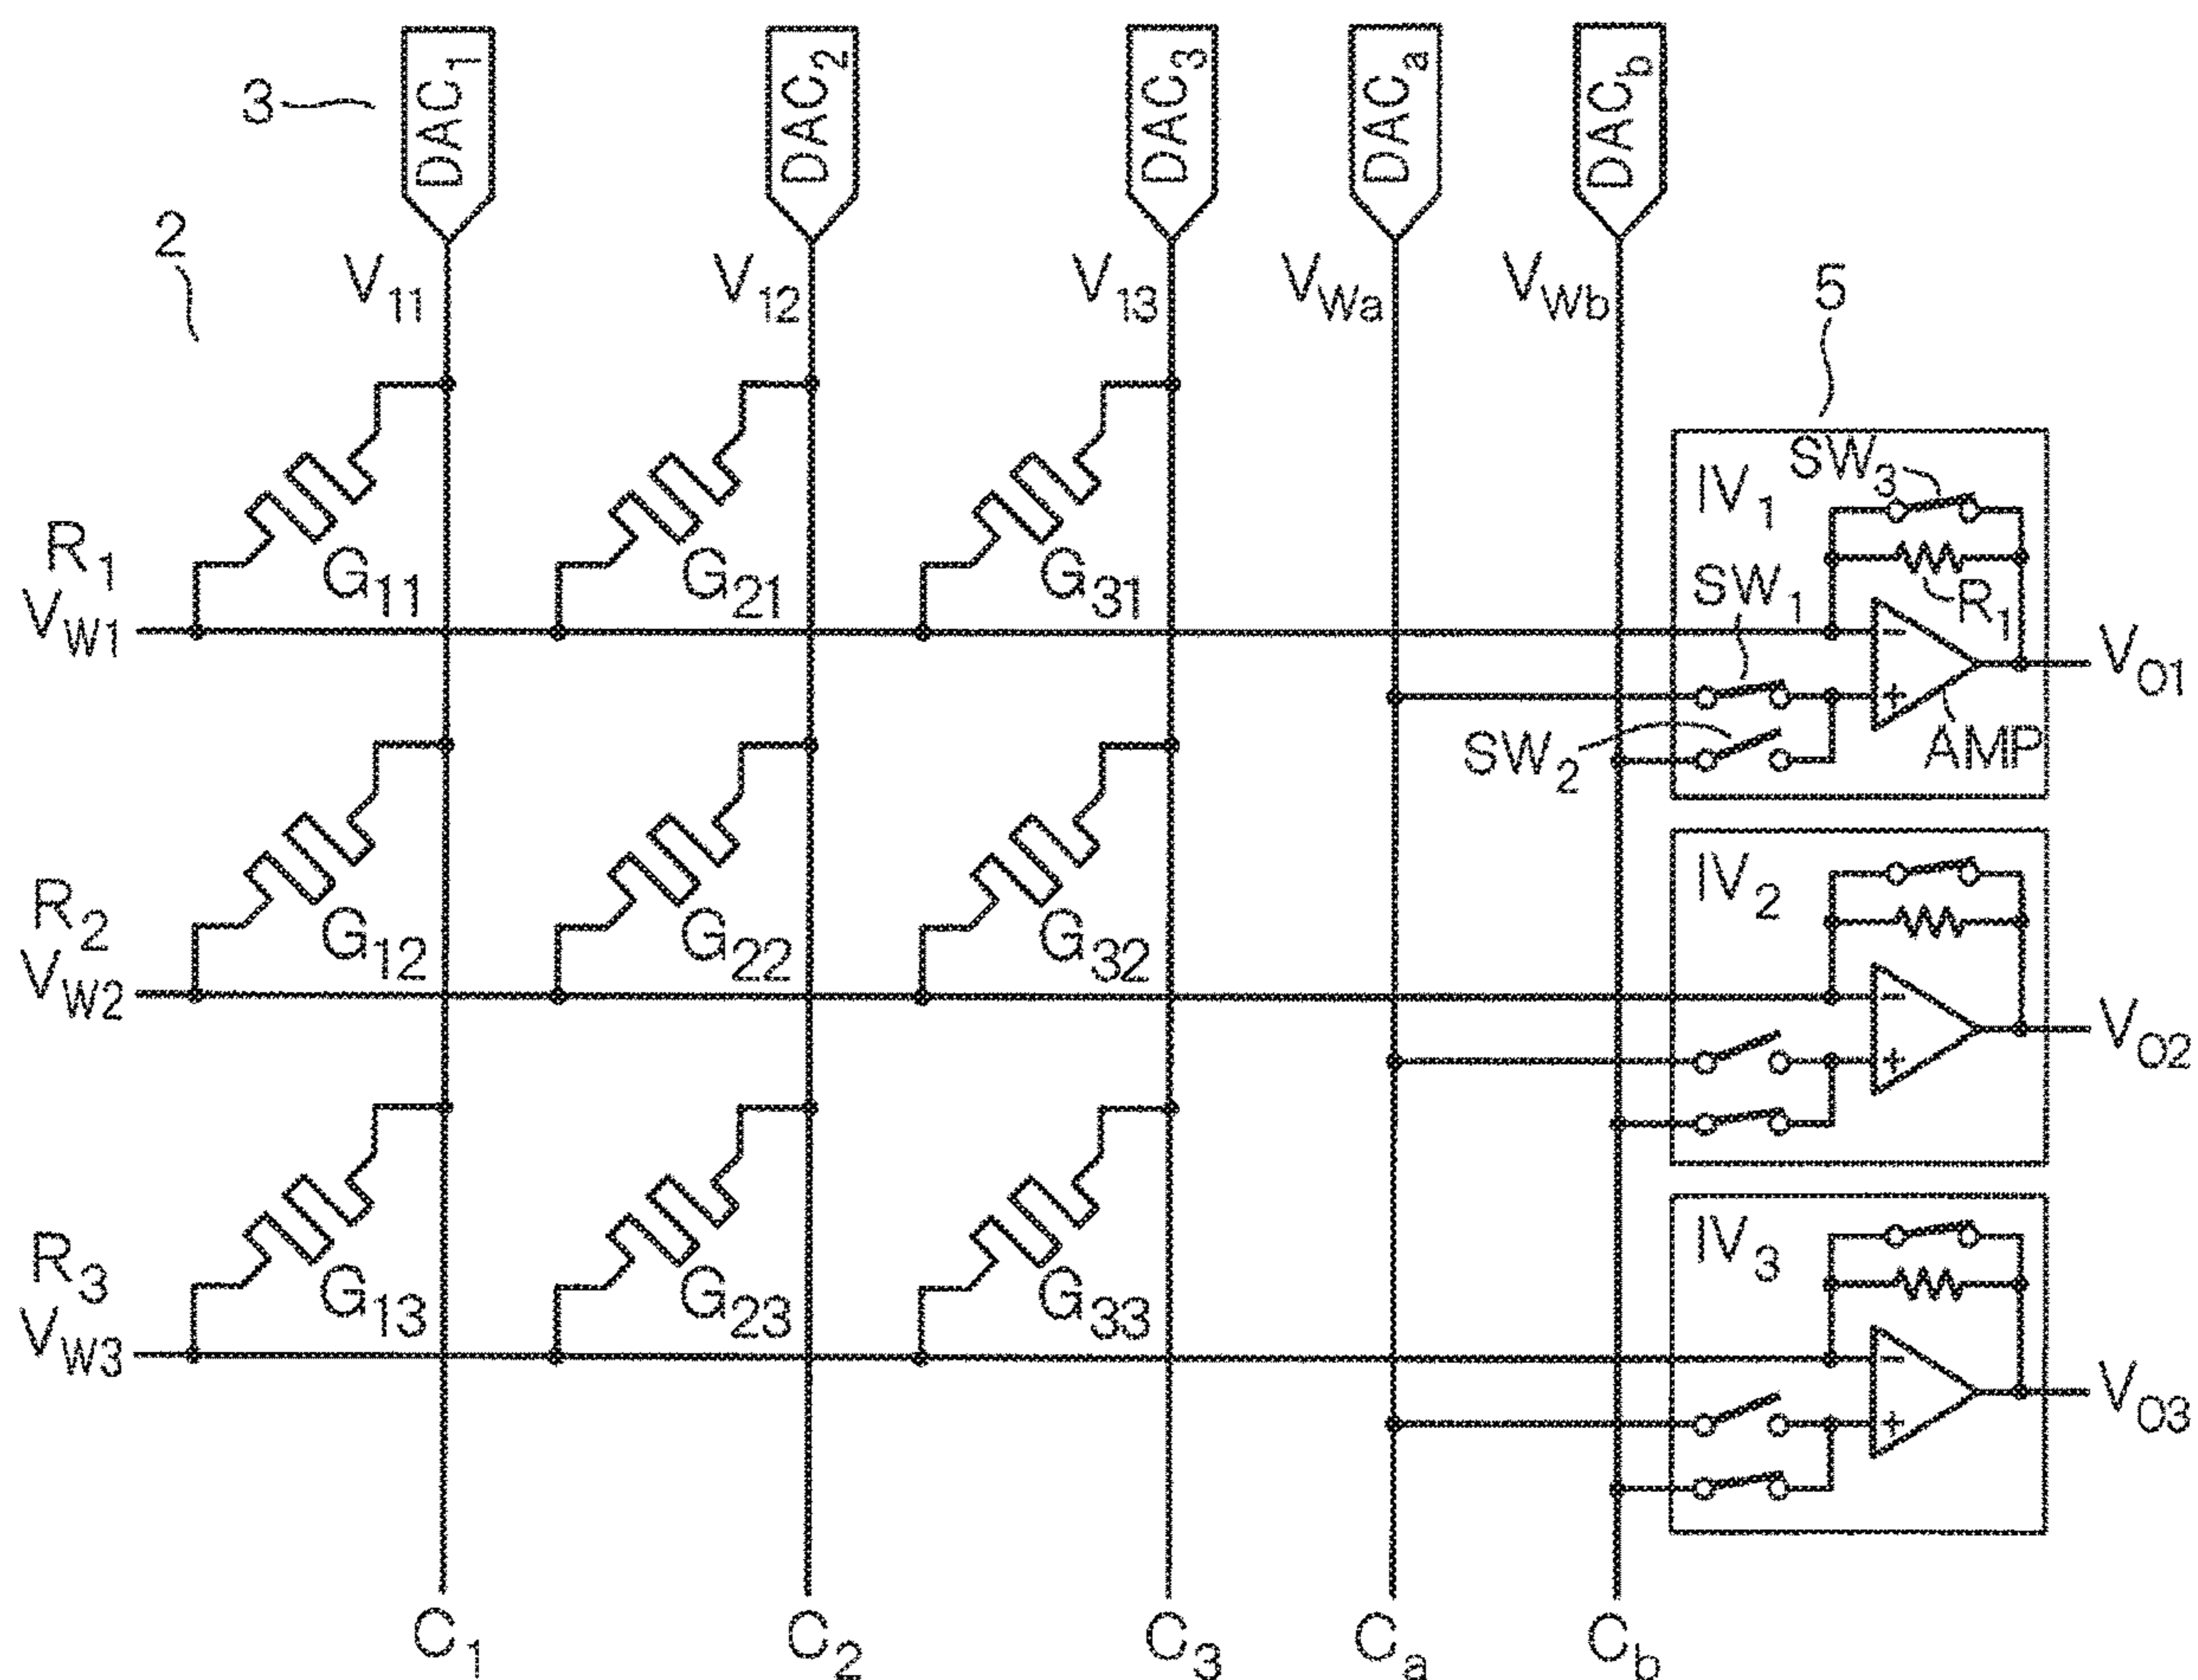 3
DAC1
DAC2
DAC3
DACa
DACb
2
V11
V12
V13
VWa
VWb
5
R1
VW1
G11
G21
G31
IV1
SW3
SW1
R1
SW2
AMP
VO1
R2
VW2
G12
G22
G32
IV2
VO2
R3
VW3
G13
G23
G33
IV3
VO3
C1
C2
C3
Ca
Cb
-
+
-
+
-
+